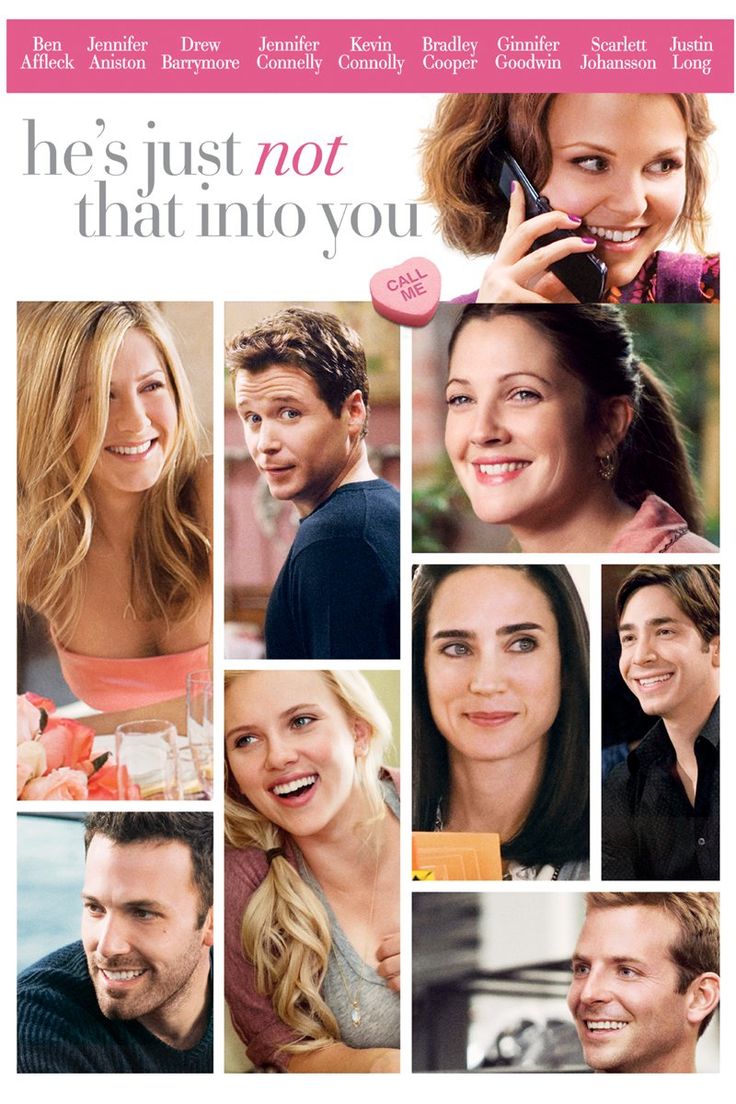 Ben Jennifer Drew Jennifer Kevin Bradley Ginnifer Scarlett Justin
Affleck Aniston Barrymore Connelly Connolly Cooper Goodwin Johansson Long
he's just not
that into you
CALL
ME